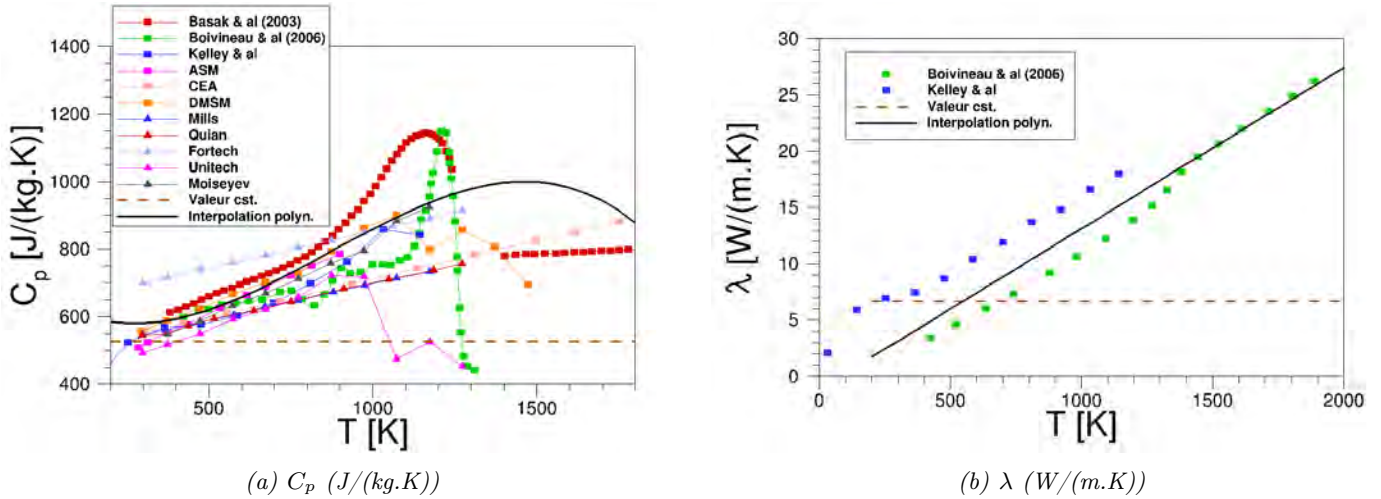 Basak & al (2003)
Boivineau & al (2006)
Kelley & al
ASM
CEA
DMSM
Mills
Quian
Fortech
Unitech
Moiseyev
Valeur cst.
Interpolation polyn.
1400
1200
1000
800
600
400
Cp [J/(kg.K)]
500
1000
1500
T [K]
(a) Cp (J/(kg.K))
Boivineau & al (2006)
Kelley & al
Valeur cst.
Interpolation polyn.
30
25
20
15
10
5
0
λ [W/(m.K)]
0
500
1000
1500
2000
T [K]
(b) λ (W/(m.K))